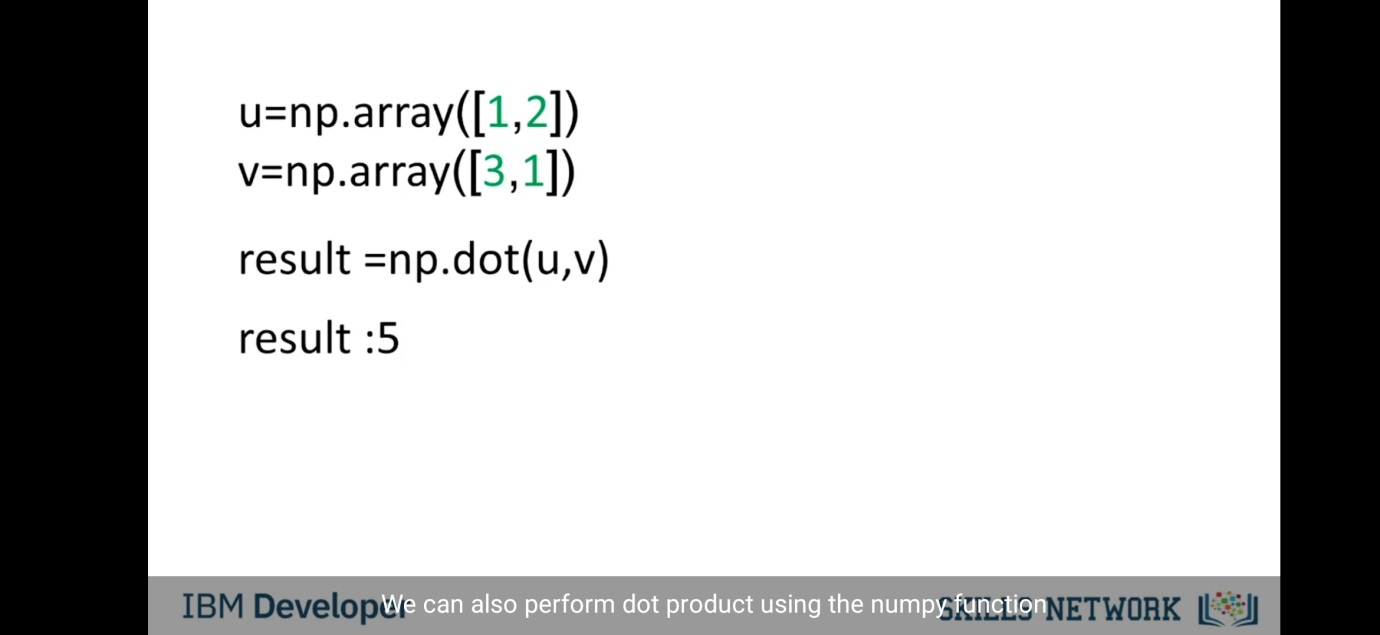 u=np.array([1,2])
v=np.array([3,1])
result =np.dot(u,v)
result :5
IBM Developer
We can also perform dot product using the numpy function
SKILLS NETWORK